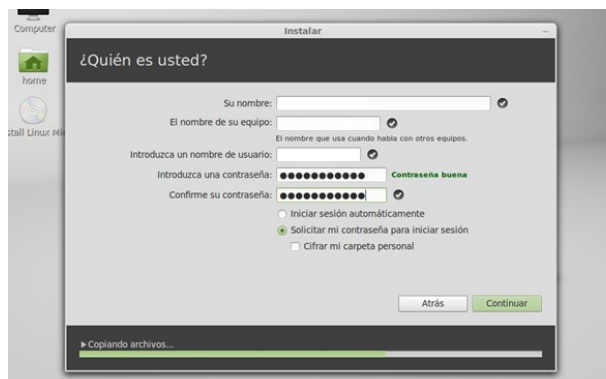 Computer
home
stall Linux Mi
Instalar
¿Quién es usted?
Su nombre:
El nombre de su equipo:
El nombre que usa cuando habla con otros equipos.
Introduzca un nombre de usuario:
Introduzca una contraseña: ●●●●●●●●●●● Contraseña buena
Confirme su contraseña: ●●●●●●●●●●●
Iniciar sesión automáticamente
Solicitar mi contraseña para iniciar sesión
Cifrar mi carpeta personal
Atrás Continuar
Copiando archivos...